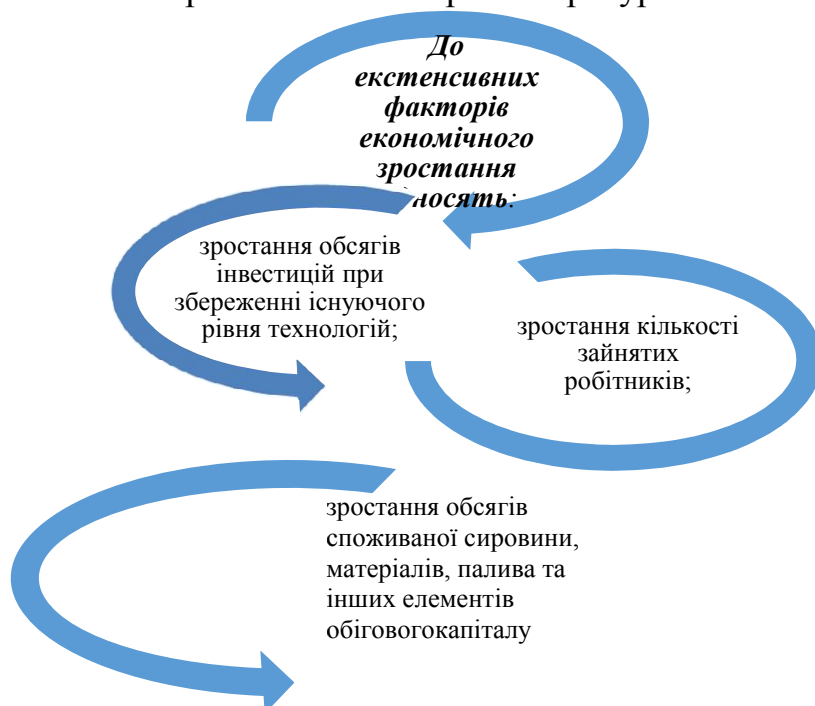 До
екстенсивних
факторів
економічного
зростання
зростання обсягів
інвестицій при
збереженні існуючого
рівня технологій;
зростання кількості
зайнятих
робітників;
зростання обсягів
споживаної сировини,
матеріалів, палива та
інших елементів
обіговогокапіталу